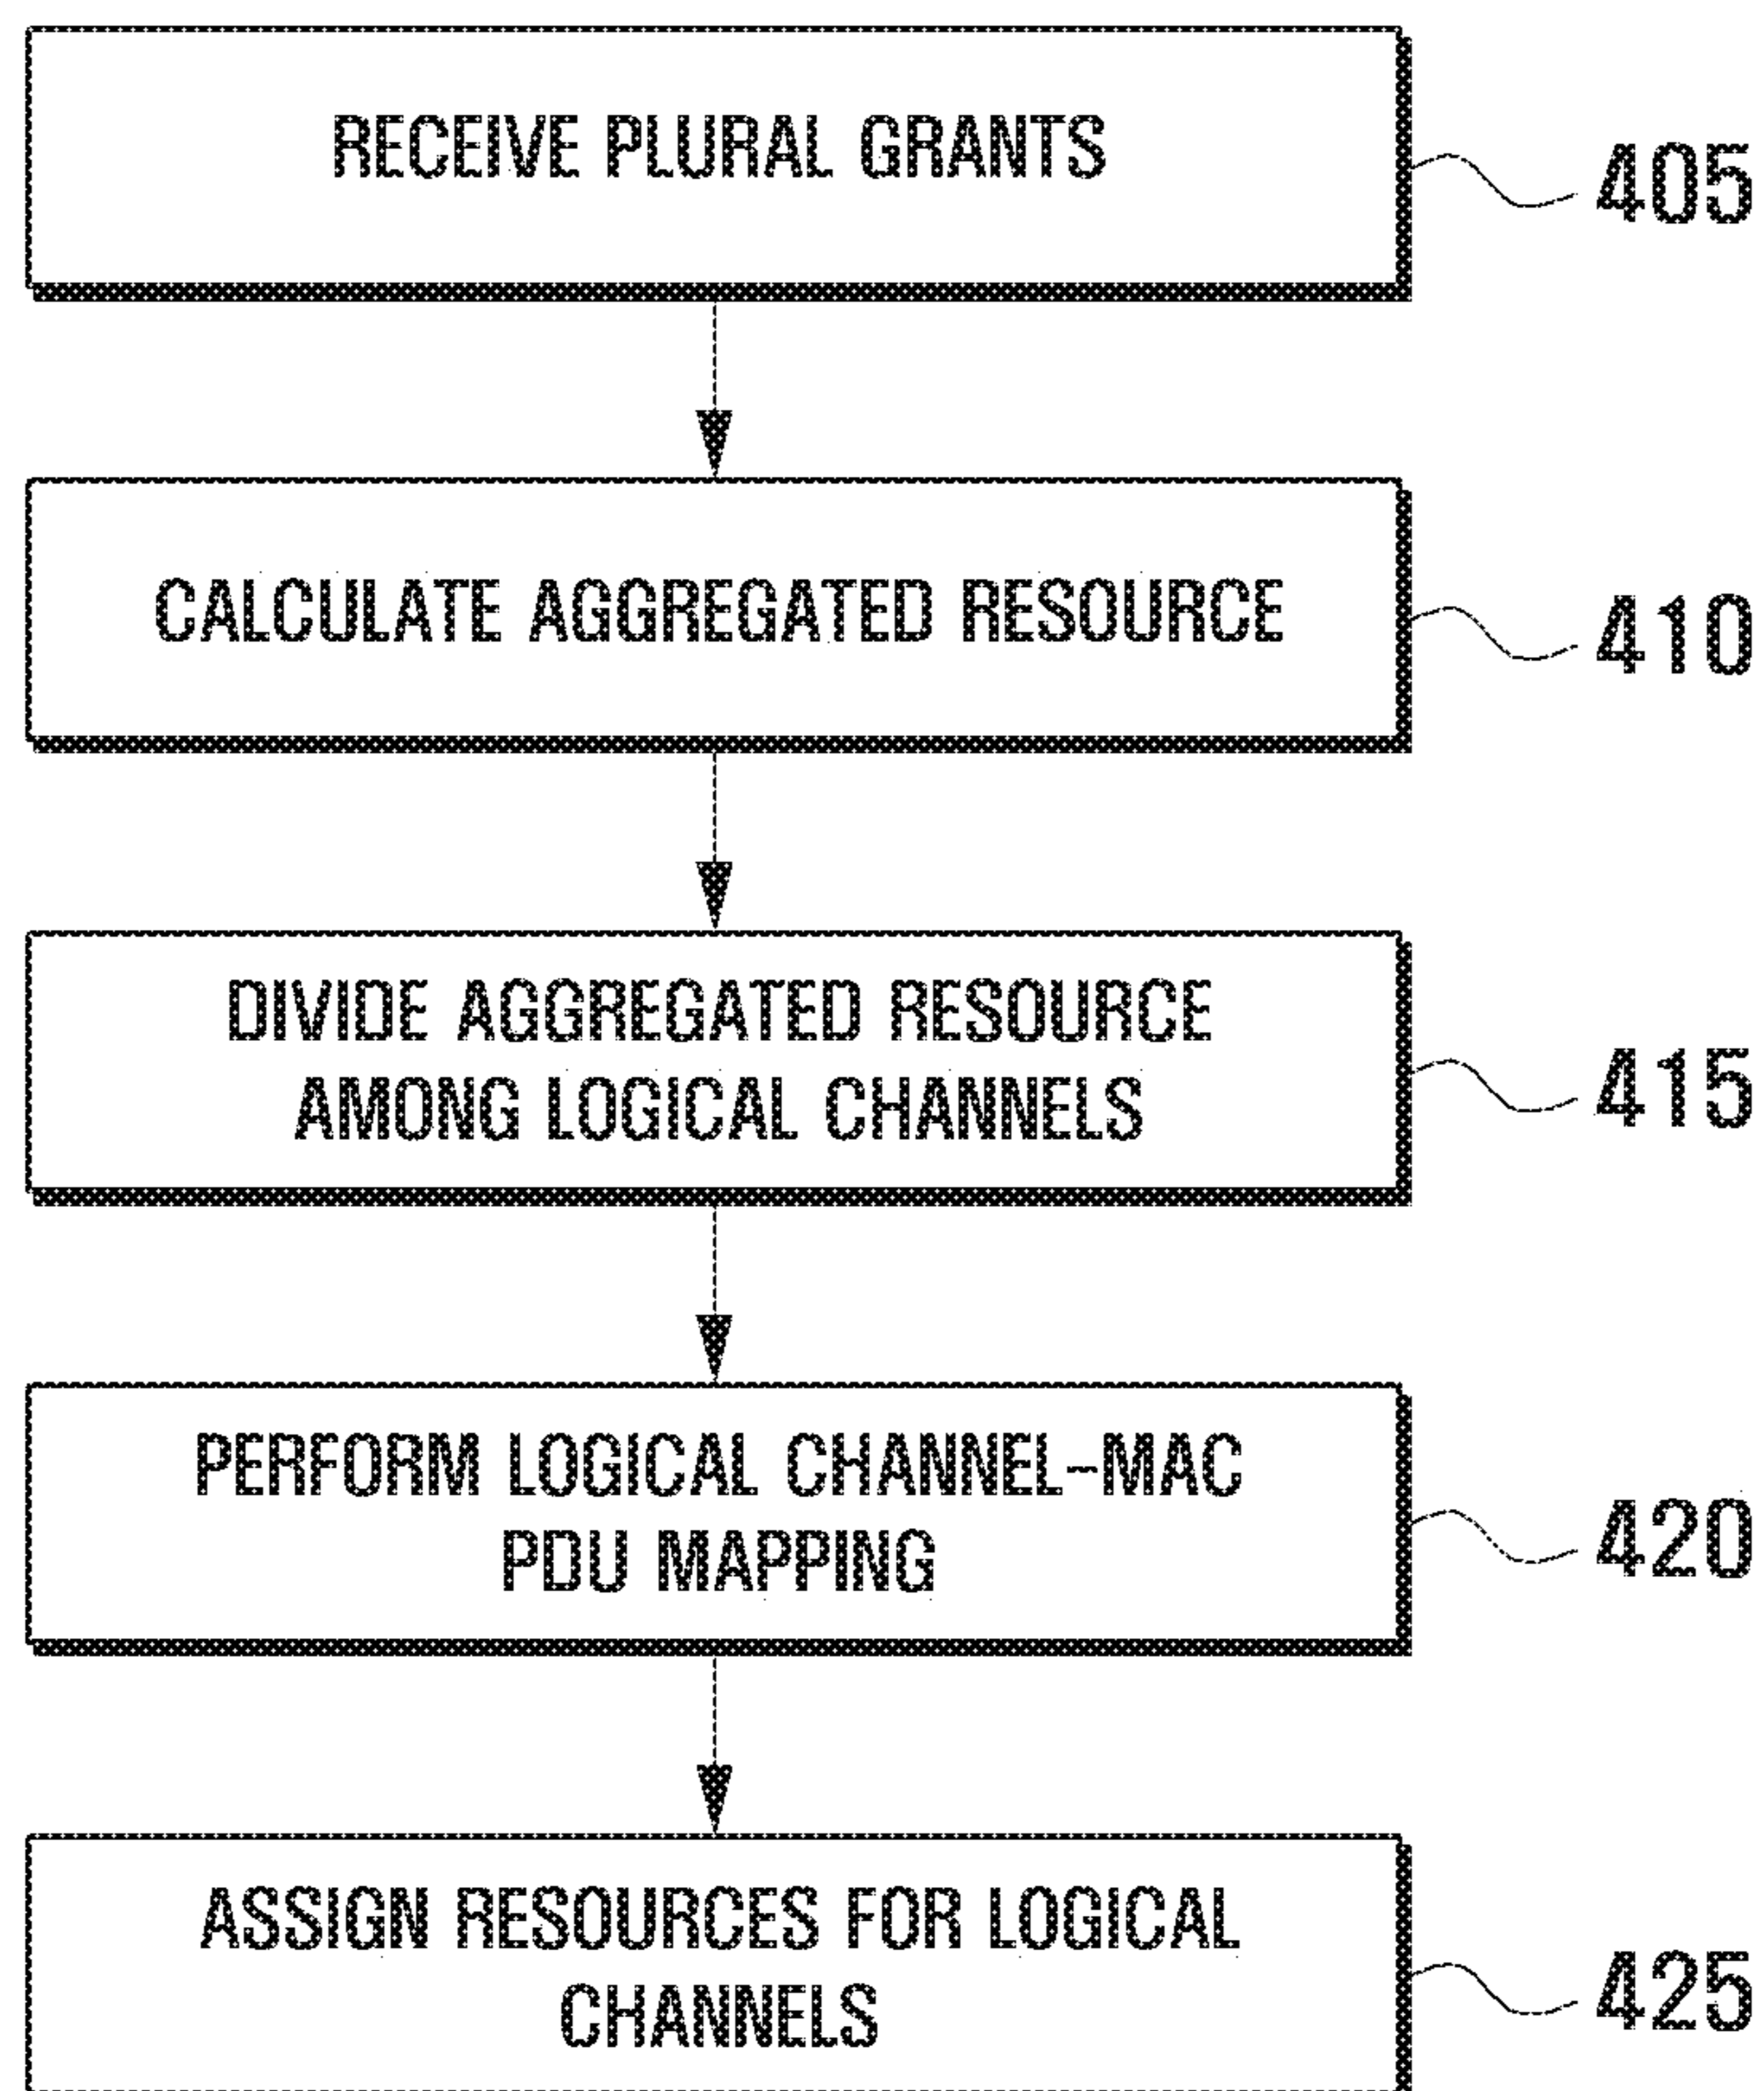 RECEIVE PLURAL GRANTS
405
CALCULATE AGGREGATED RESOURCE
410
DIVIDE AGGREGATED RESOURCE
AMONG LOGICAL CHANNELS
415
PERFORM LOGICAL CHANNEL-MAC
PDU MAPPING
420
ASSIGN RESOURCES FOR LOGICAL
CHANNELS
425